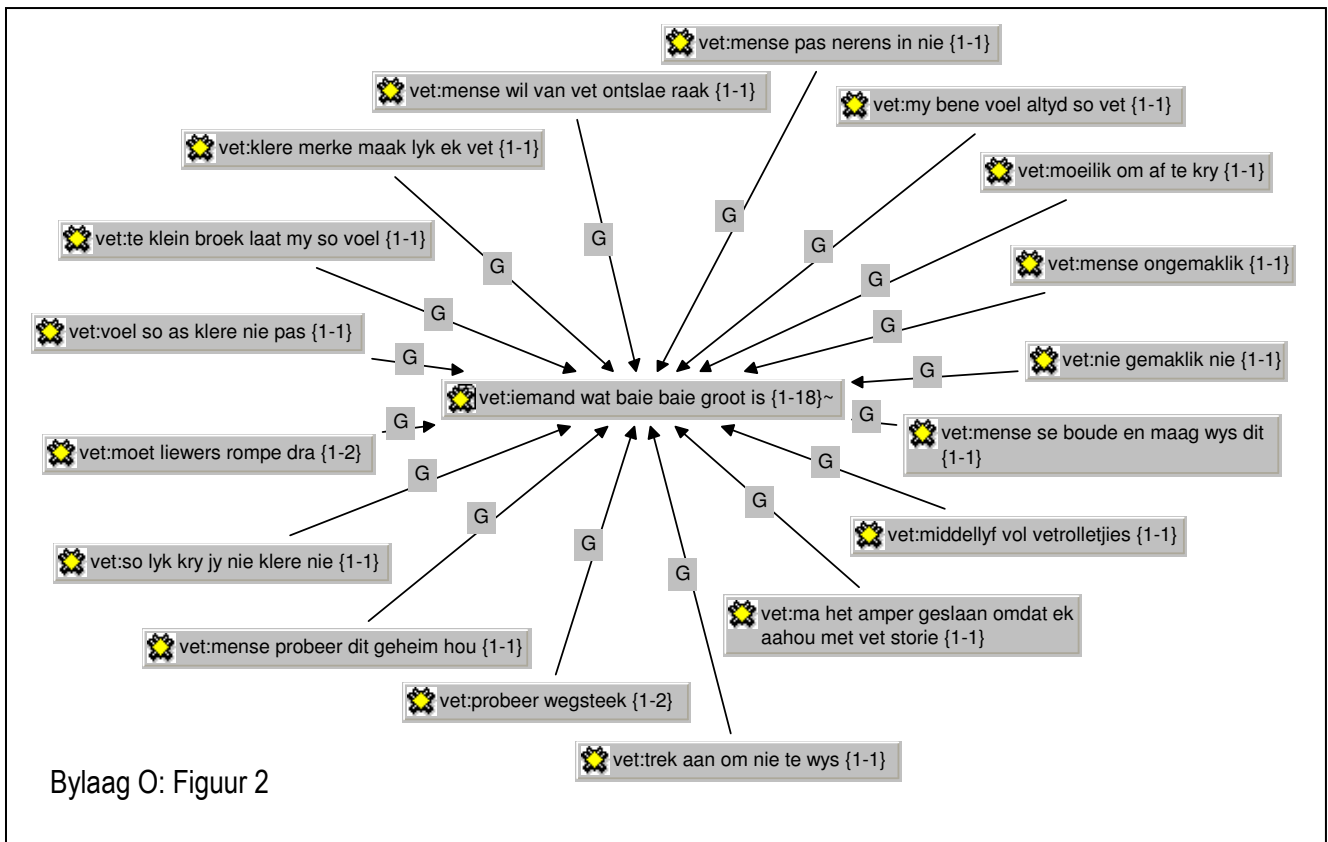 vet:mense pas nerens in nie {1-1}
vet:mense wil van vet ontslae raak {1-1}
vet:my bene voel altyd so vet {1-1}
vet:klere merke maak lyk ek vet {1-1}
vet:moeilik om af te kry {1-1}
G
G
vet:te klein broek laat my so voel {1-1}
G
G
vet:mense ongemaklik {1-1}
G
G
G
G
vet:voel so as klere nie pas {1-1}
G
vet:nie gemaklik nie {1-1}
G
vet:iemand wat baie baie groot is {1-18}~
G
G
vet:mense se boude en maag wys dit
{1-1}
vet:moet liewers rompe dra {1-2}
G
G
G
G
vet:middellyf vol vetrolletjies {1-1}
G
vet:so lyk kry jy nie klere nie {1-1}
G
vet:ma het amper geslaan omdat ek
aahou met vet storie {1-1}
vet:mense probeer dit geheim hou {1-1}
vet:probeer wegsteek {1-2}
vet:trek aan om nie te wys {1-1}
Bylaag O: Figuur 2